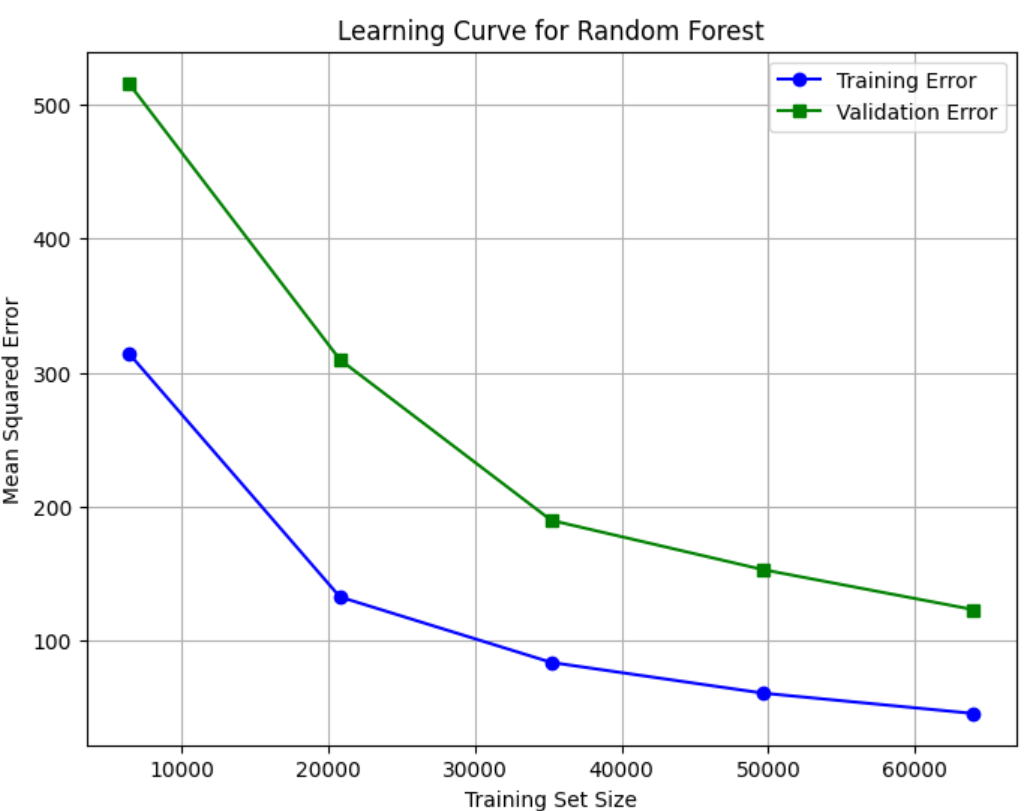 Learning Curve for Random Forest
Training Error
Validation Error
Mean Squared Error
500
400
300
200
100
10000 20000 30000 40000 50000 60000
Training Set Size